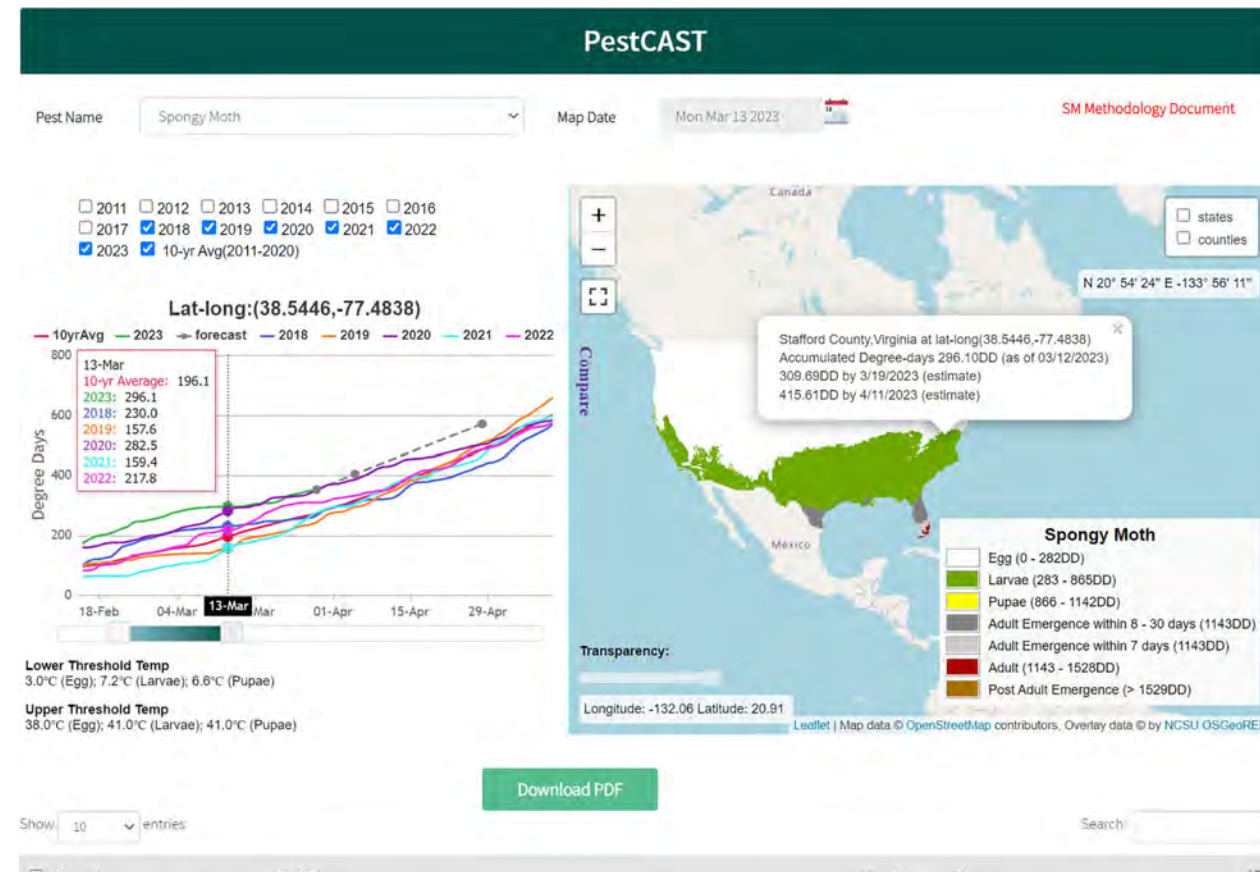 PestCAST
Pest Name
Spongy Moth
Map Date
Mon Mar 13 2023
SM Methodology Document
2011 2012 2013 2014 2015 2016
2017 2018 2019 2020 2021 2022
2023 10-yr Avg(2011-2020)
Lat-long:(38.5446,-77.4838)
10yrAvg 2023 forecast 2018 2019 2020 2021 2022
800
600
400
200
0
Degree Days
13-Mar
10-yr Average: 196.1
2023: 296.1
2018: 230.0
2019: 157.6
2020: 282.5
2021: 159.4
2022: 217.8
18-Feb 04-Mar 13-Mar Mar 01-Apr 15-Apr 29-Apr
Lower Threshold Temp
3.0°C (Egg); 7.2°C (Larvae); 6.6°C (Pupae)
Upper Threshold Temp
38.0°C (Egg); 41.0°C (Larvae); 41.0°C (Pupae)
+
−
Compare
Canada
states
counties
N 20° 54' 24" E -133° 56' 11"
Stafford County,Virginia at lat-long(38.5446,-77.4838)
Accumulated Degree-days 296.10DD (as of 03/12/2023)
309.69DD by 3/19/2023 (estimate)
415.61DD by 4/11/2023 (estimate)
×
México
Spongy Moth
Egg (0 - 282DD)
Larvae (283 - 865DD)
Pupae (866 - 1142DD)
Adult Emergence within 8 - 30 days (1143DD)
Adult Emergence within 7 days (1143DD)
Adult (1143 - 1528DD)
Post Adult Emergence (> 1529DD)
Transparency:
Longitude: -132.06 Latitude: 20.91
Leaflet | Map data © OpenStreetMap contributors, Overlay data © by NCSU OSGeoRE
Download PDF
Show 10 entries
Search: